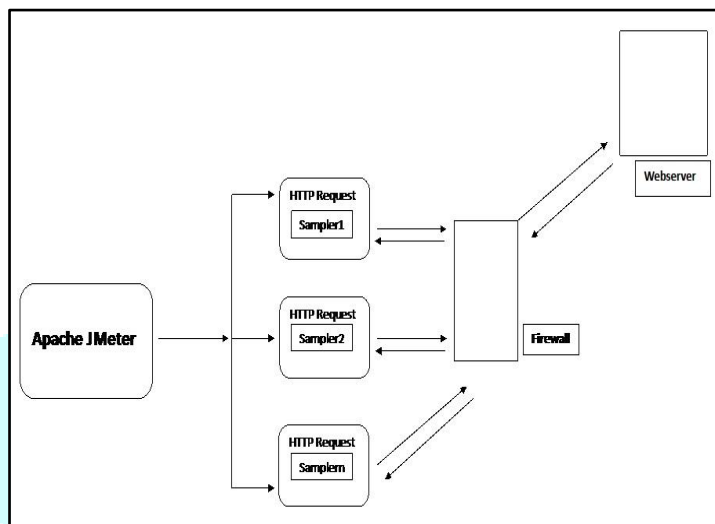 Webserver
HTTP Request
Sampler1
Apache JMeter
HTTP Request
Sampler2
Firewall
HTTP Request
Samplern